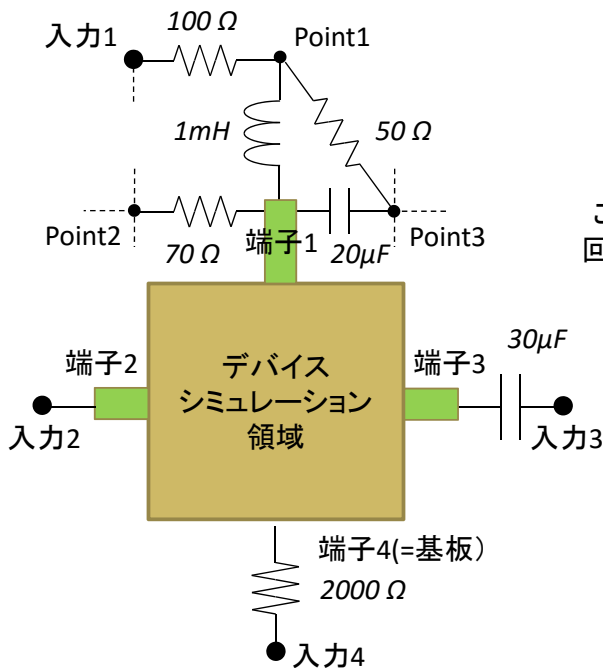 100 Ω
入力1
Point1
1mH
50 Ω
Point2
70 Ω
端子1
20μF
Point3
回
端子2
デバイス
シミュレーション
領域
端子3
30μF
入力2
入力3
端子4(=基板）
2000 Ω
入力4